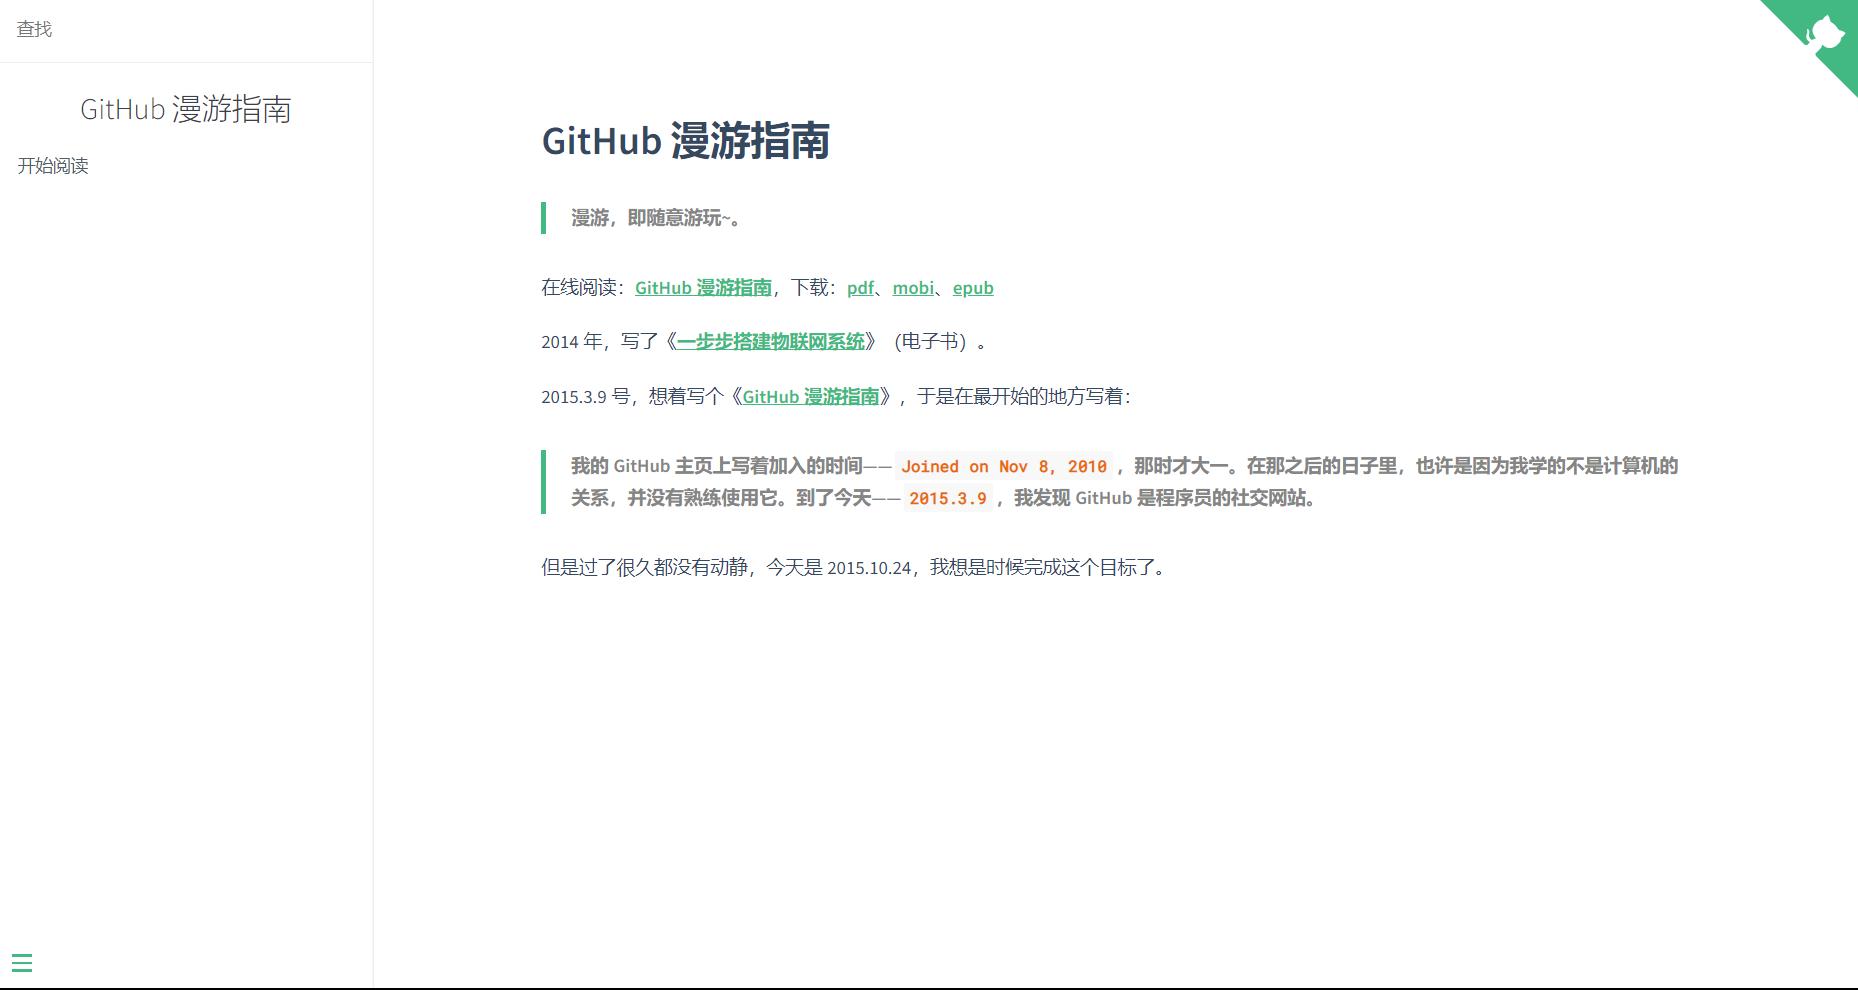 查找
GitHub 漫游指南
开始阅读
GitHub 漫游指南
漫游，即随意游玩~。
在线阅读：GitHub 漫游指南，下载：pdf、mobi、epub
2014 年，写了《一步步搭建物联网系统》（电子书）。
2015.3.9 号，想着写个《GitHub 漫游指南》，于是在最开始的地方写着：
我的 GitHub 主页上写着加入的时间——Joined on Nov 8, 2010，那时才大一。在那之后的日子里，也许是因为我学的不是计算机的
关系，并没有熟练使用它。到了今天——2015.3.9，我发现 GitHub 是程序员的社交网站。
但是过了很久都没有动静，今天是 2015.10.24，我想是时候完成这个目标了。